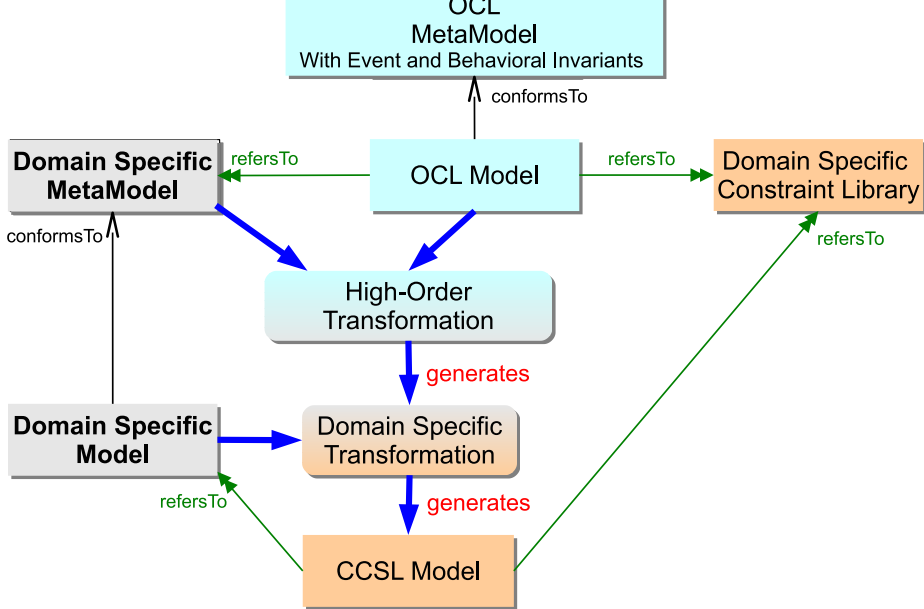 OCL
MetaModel
With Event and Behavioral Invariants
conformsTo
Domain Specific
MetaModel
refersTo
OCL Model
refersTo
Domain Specific
Constraint Library
conformsTo
refersTo
High-Order
Transformation
generates
Domain Specific
Model
Domain Specific
Transformation
refersTo
generates
CCSL Model